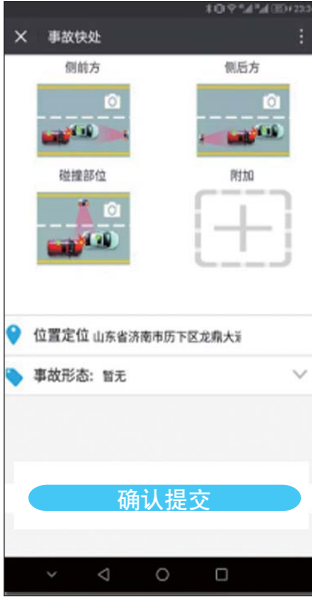 23:3
× 事故快处
侧前方 侧后方
碰撞部位 附加
位置定位 山东省济南市历下区龙鼎大
事故形态: 暂无
确认提交